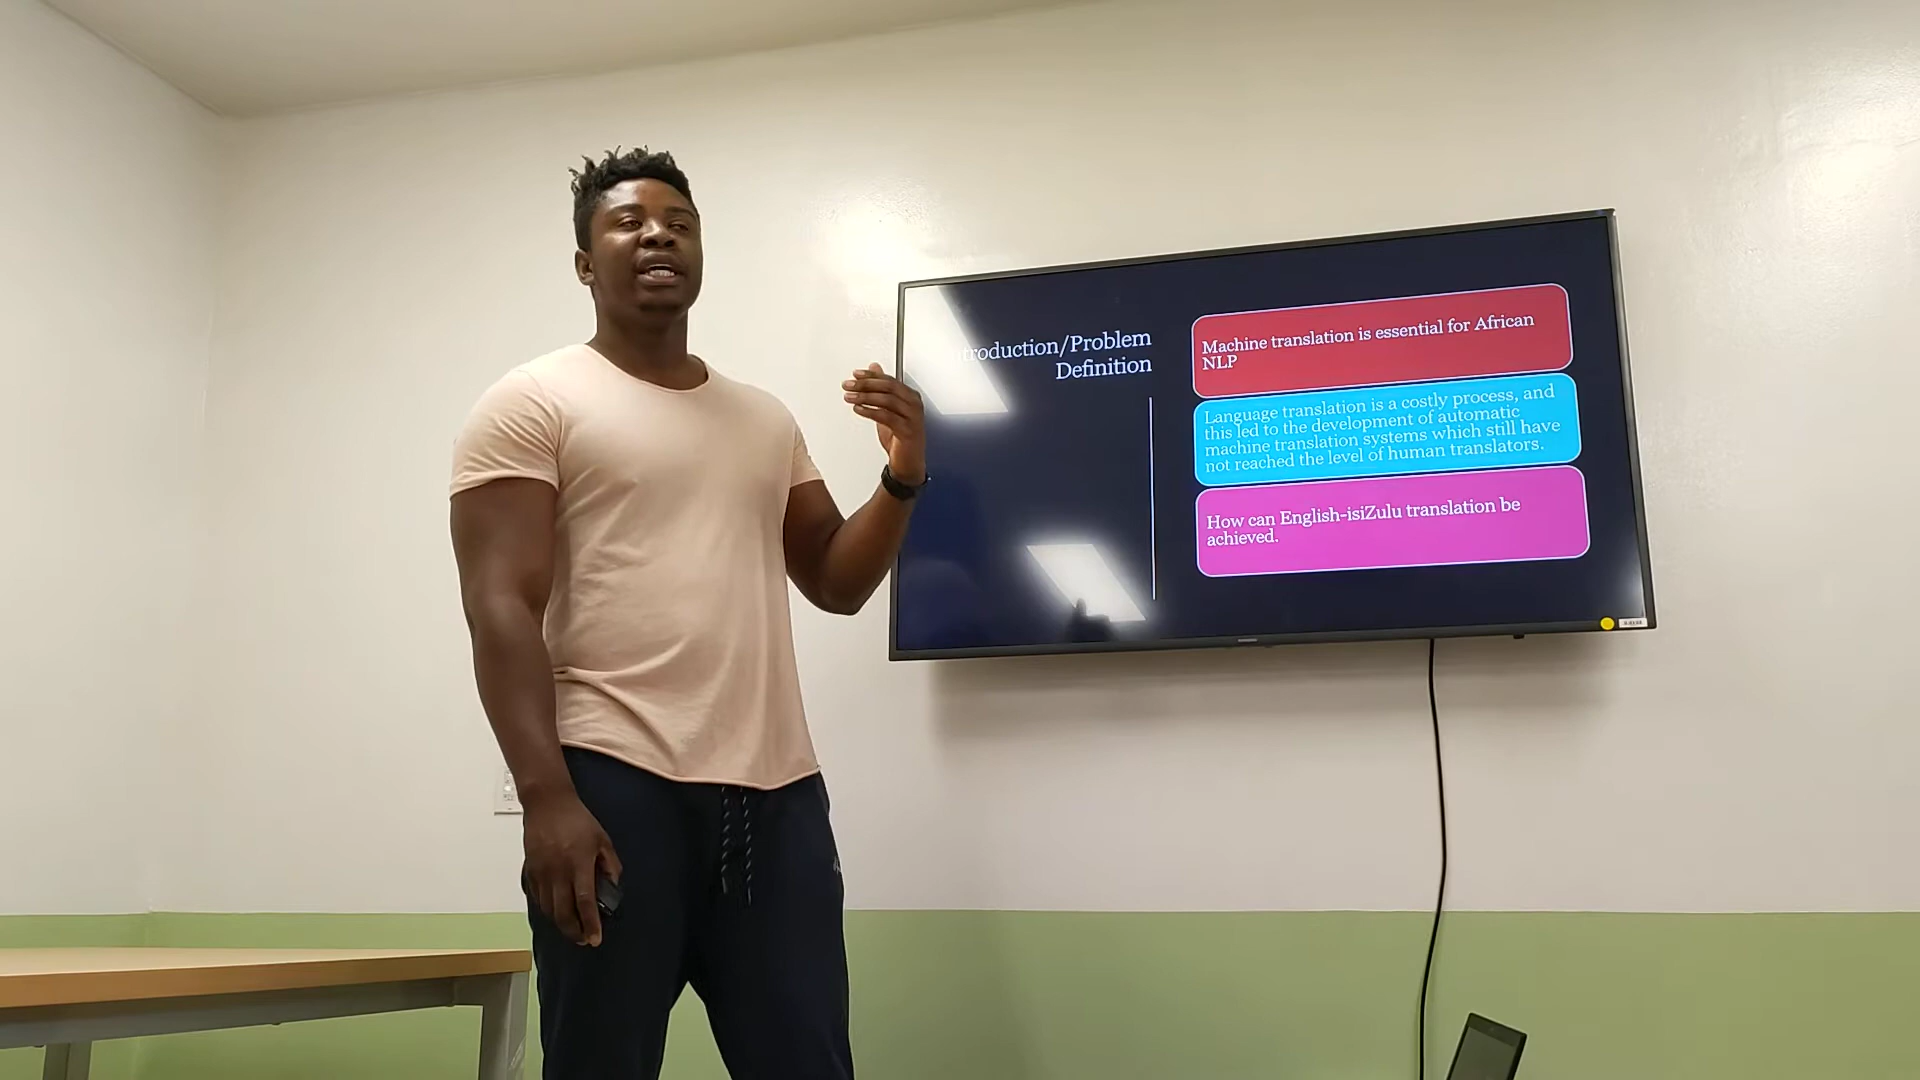 troduction/Problem
Definition
Machine translation is essential for African
NLP
Language translation is a costly process, and
this led to the development of automatic
machine translation systems which still have
not reached the level of human translators.
How can English-isiZulu translation be
achieved.